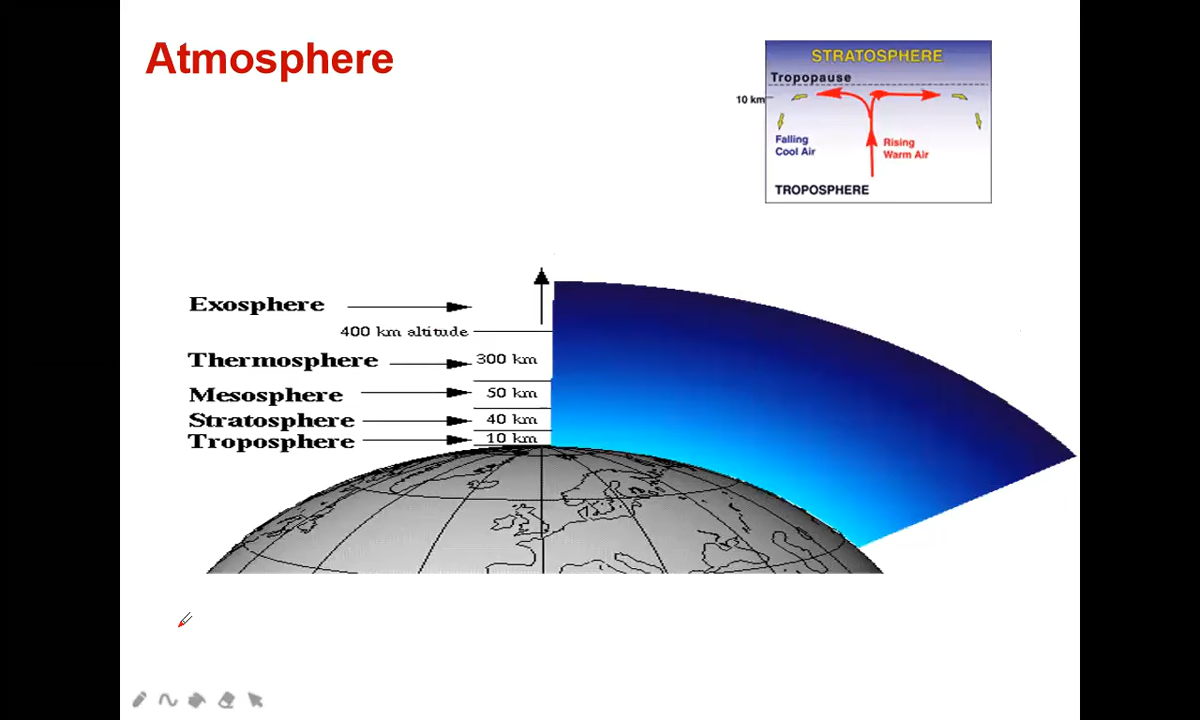 Atmosphere
STRATOSPHERE
Tropopause
10 km
Falling
Cool Air
Rising
Warm Air
TROPOSPHERE
Exosphere
400 km altitude
Thermosphere 300 km
Mesosphere 50 km
Stratosphere 40 km
Troposphere 10 km